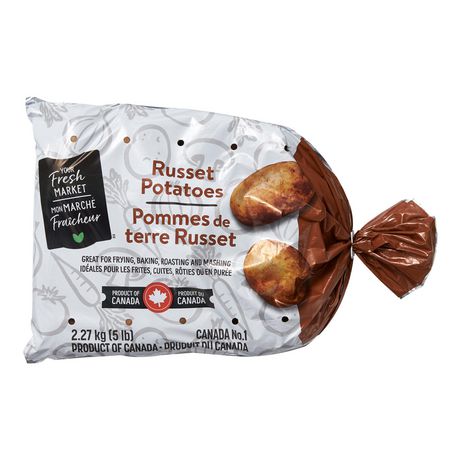 YOUR
Fresh
MARKET
MON MARCHÉ
Fraîcheur
Russet
Potatoes
Pommes de
terre Russet
GREAT FOR FRYING, BAKING, ROASTING AND MASHING
IDÉALES POUR LES FRITES, CUITES, RÔTIES OU EN PURÉE
PRODUCT OF
CANADA
PRODUIT DU
CANADA
2.27 kg (5 lb)
CANADA No.1
PRODUCT OF CANADA - PRODUIT DU CANADA